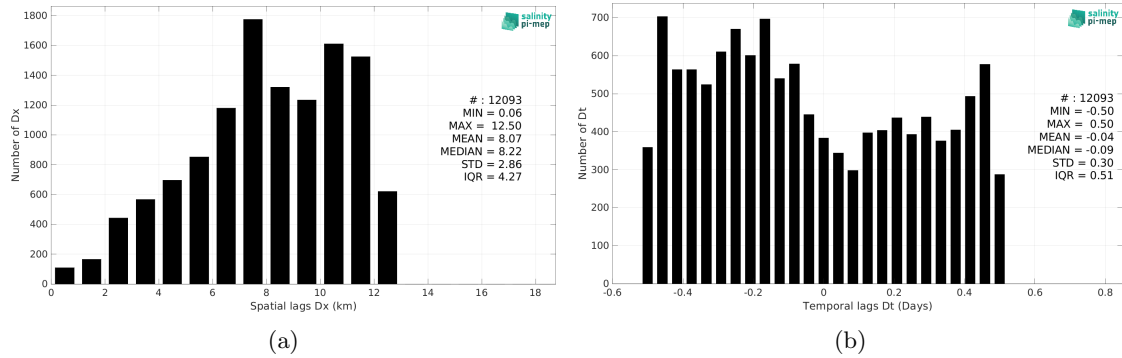 1800
1600
1400
1200
1000
800
600
400
200
0
Number of Dx
0 2 4 6 8 10 12 14 16 18
Spatial lags Dx (km)
salinity
pi-mep
# : 12093
MIN = 0.06
MAX = 12.50
MEAN = 8.07
MEDIAN = 8.22
STD = 2.86
IQR = 4.27
(a)
700
600
500
400
300
200
100
0
Number of Dt
-0.6 -0.4 -0.2 0 0.2 0.4 0.6 0.8
Temporal lags Dt (Days)
salinity
pi-mep
# : 12093
MIN = -0.50
MAX = 0.50
MEAN = -0.04
MEDIAN = -0.09
STD = 0.30
IQR = 0.51
(b)